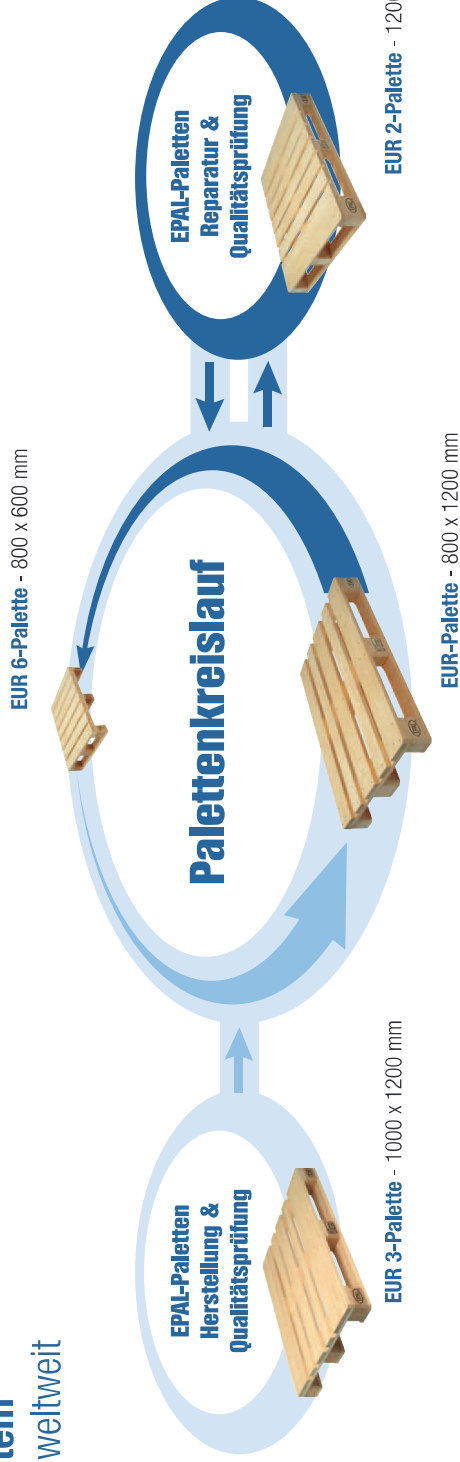 weltweit
EPAL-Paletten
Herstellung &
Qualitätsprüfung
EUR 3-Palette - 1000 x 1200 mm
EUR 6-Palette - 800 x 600 mm
Palettenkreislauf
EUR-Palette - 800 x 1200 mm
EPAL-Paletten
Reparatur &
Qualitätsprüfung
EUR 2-Palette -